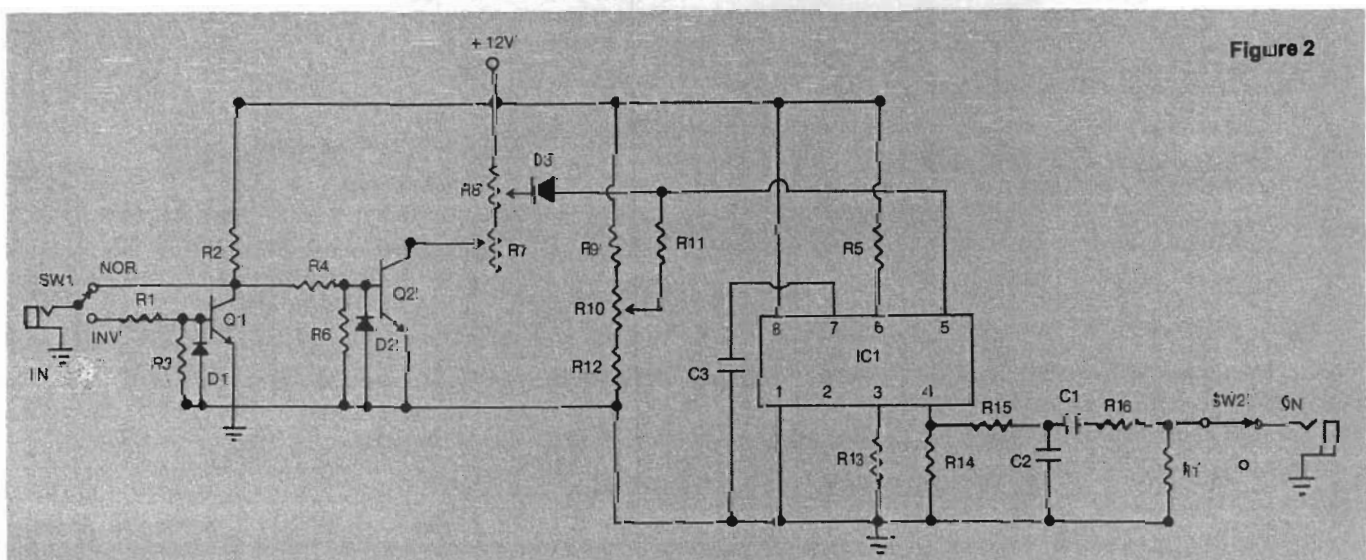 Figure 2
+ 12V
D3
R8
R2
R7
R9
R11
R5
SW1
NOR
R4
Q2
R1
INV
Q1
R6
D2
R10
8 7 6 5
IC1
R3
IN
D1
R12
C3
1 2 3 4
R15
C1
R16
SW2
R13
R14
C2